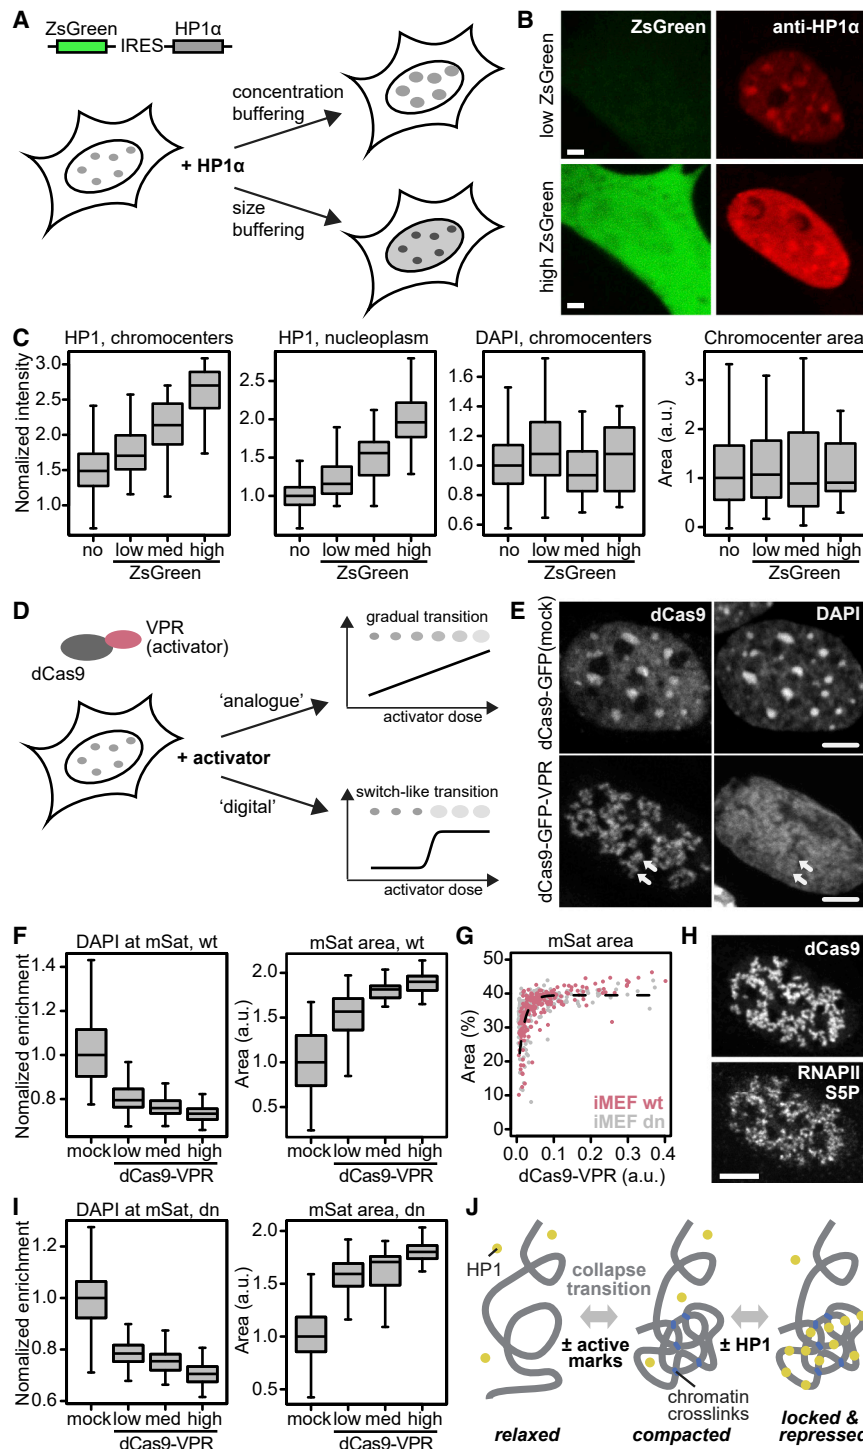 A
ZsGreen
HP1α
IRES
concentration
buffering
+ HP1α
size
buffering
B
ZsGreen
anti-HP1α
low ZsGreen
high ZsGreen
C
HP1, chromocenters
HP1, nucleoplasm
DAPI, chromocenters
Chromocenter area
Nomalized intensity
3.0
2.5
2.0
1.5
1.0
no
low
med
high
ZsGreen
2.5
2.0
1.5
1.0
no
low
med
high
ZsGreen
1.6
1.4
1.2
1.0
0.8
0.6
no
low
med
high
ZsGreen
Area (a.u.)
3
2
1
0
no
low
med
high
ZsGreen
D
VPR
(activator)
dCas9
'analogue'
+ activator
'digital'
gradual transition
activator dose
switch-like transition
activator dose
E
dCas9
DAPI
dCas9-GFP(mock)
dCas9-GFP-VPR
F
DAPI at mSat, wt
Nomalized enrichment
1.4
1.2
1.0
0.8
mock
low
med
high
dCas9-VPR
mSat area, wt
Area (a.u.)
2.0
1.5
1.0
0.5
mock
low
med
high
dCas9-VPR
G
mSat area
Area (%)
50
40
30
20
10
0
iMEF wt
iMEF dn
0.0
0.1
0.2
0.3
0.4
dCas9-VPR (a.u.)
H
dCas9
RNAPII
S5P
I
DAPI at mSat, dn
Nomalized enrichment
1.2
1.0
0.8
0.6
mock
low
med
high
dCas9-VPR
mSat area, dn
Area (a.u.)
2.0
1.5
1.0
0.5
mock
low
med
high
dCas9-VPR
J
HP1
collapse
transition
± active
marks
± HP1
chromatin
crosslinks
relaxed
compacted
locked &
repressed